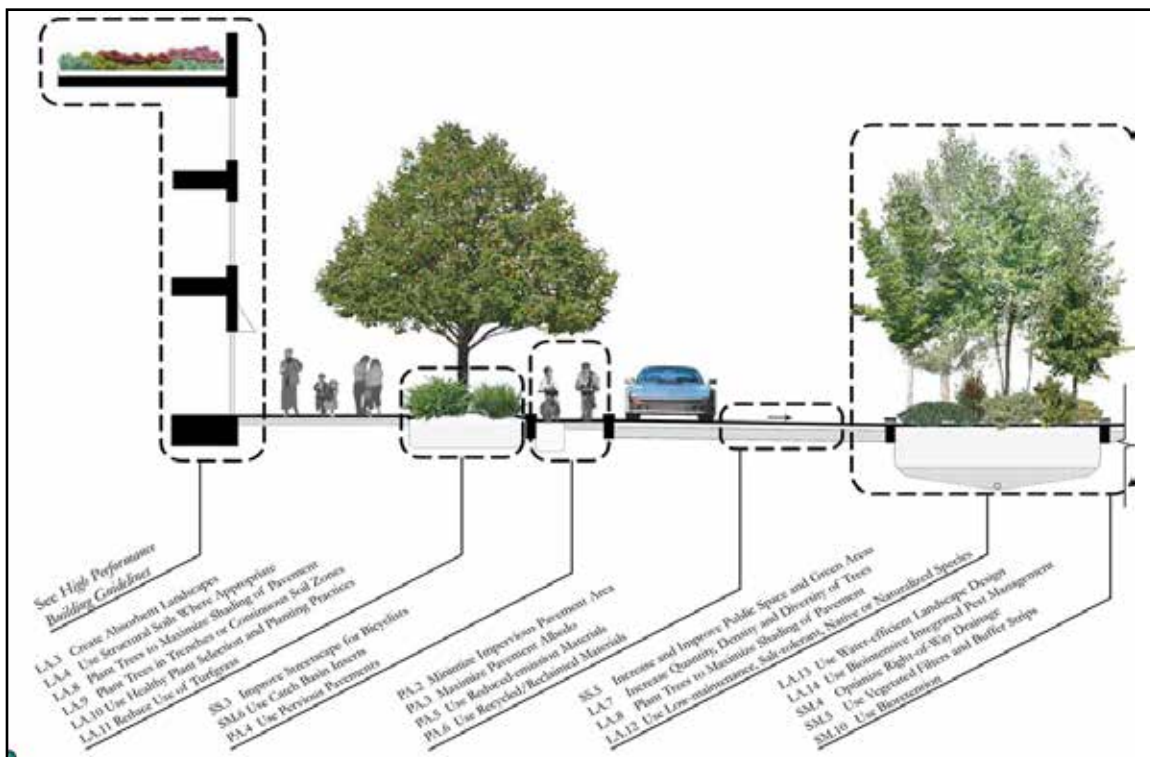 See High Performance
Building Guidelines
LA.3 Create Absorbent Landscapes
LA.4 Use Structural Soils Where Appropriate
LA.8 Plant Trees to Maximize Shading of Pavement
LA.9 Plant Trees in Trenches or Continuous Soil Zones
LA.10 Use Healthy Plant Selection and Planting Practices
LA.11 Reduce Use of Turfgrass
SS.3 Improve Streetscape for Bicyclists
SM.6 Use Catch Basin Inserts
PA.4 Use Pervious Pavements
PA.2 Minimize Impervious Pavement Area
PA.3 Maximize Pavement Albedo
PA.5 Use Reduced-emission Materials
PA.6 Use Recycled/Reclaimed Materials
SS.5 Increase and Improve Public Space and Green Areas
LA.7 Increase Quantity, Density and Diversity of Trees
LA.8 Plant Trees to Maximize Shading of Pavement
LA.12 Use Low-maintenance, Salt-tolerant, Native or Naturalized Species
LA.13 Use Water-efficient Landscape Design
LA.14 Use Biointensive Integrated Pest Management
SM.4 Optimize Right-of-Way Drainage
SM.5 Use Vegetated Filters and Buffer Strips
SM.10 Use Bioretention